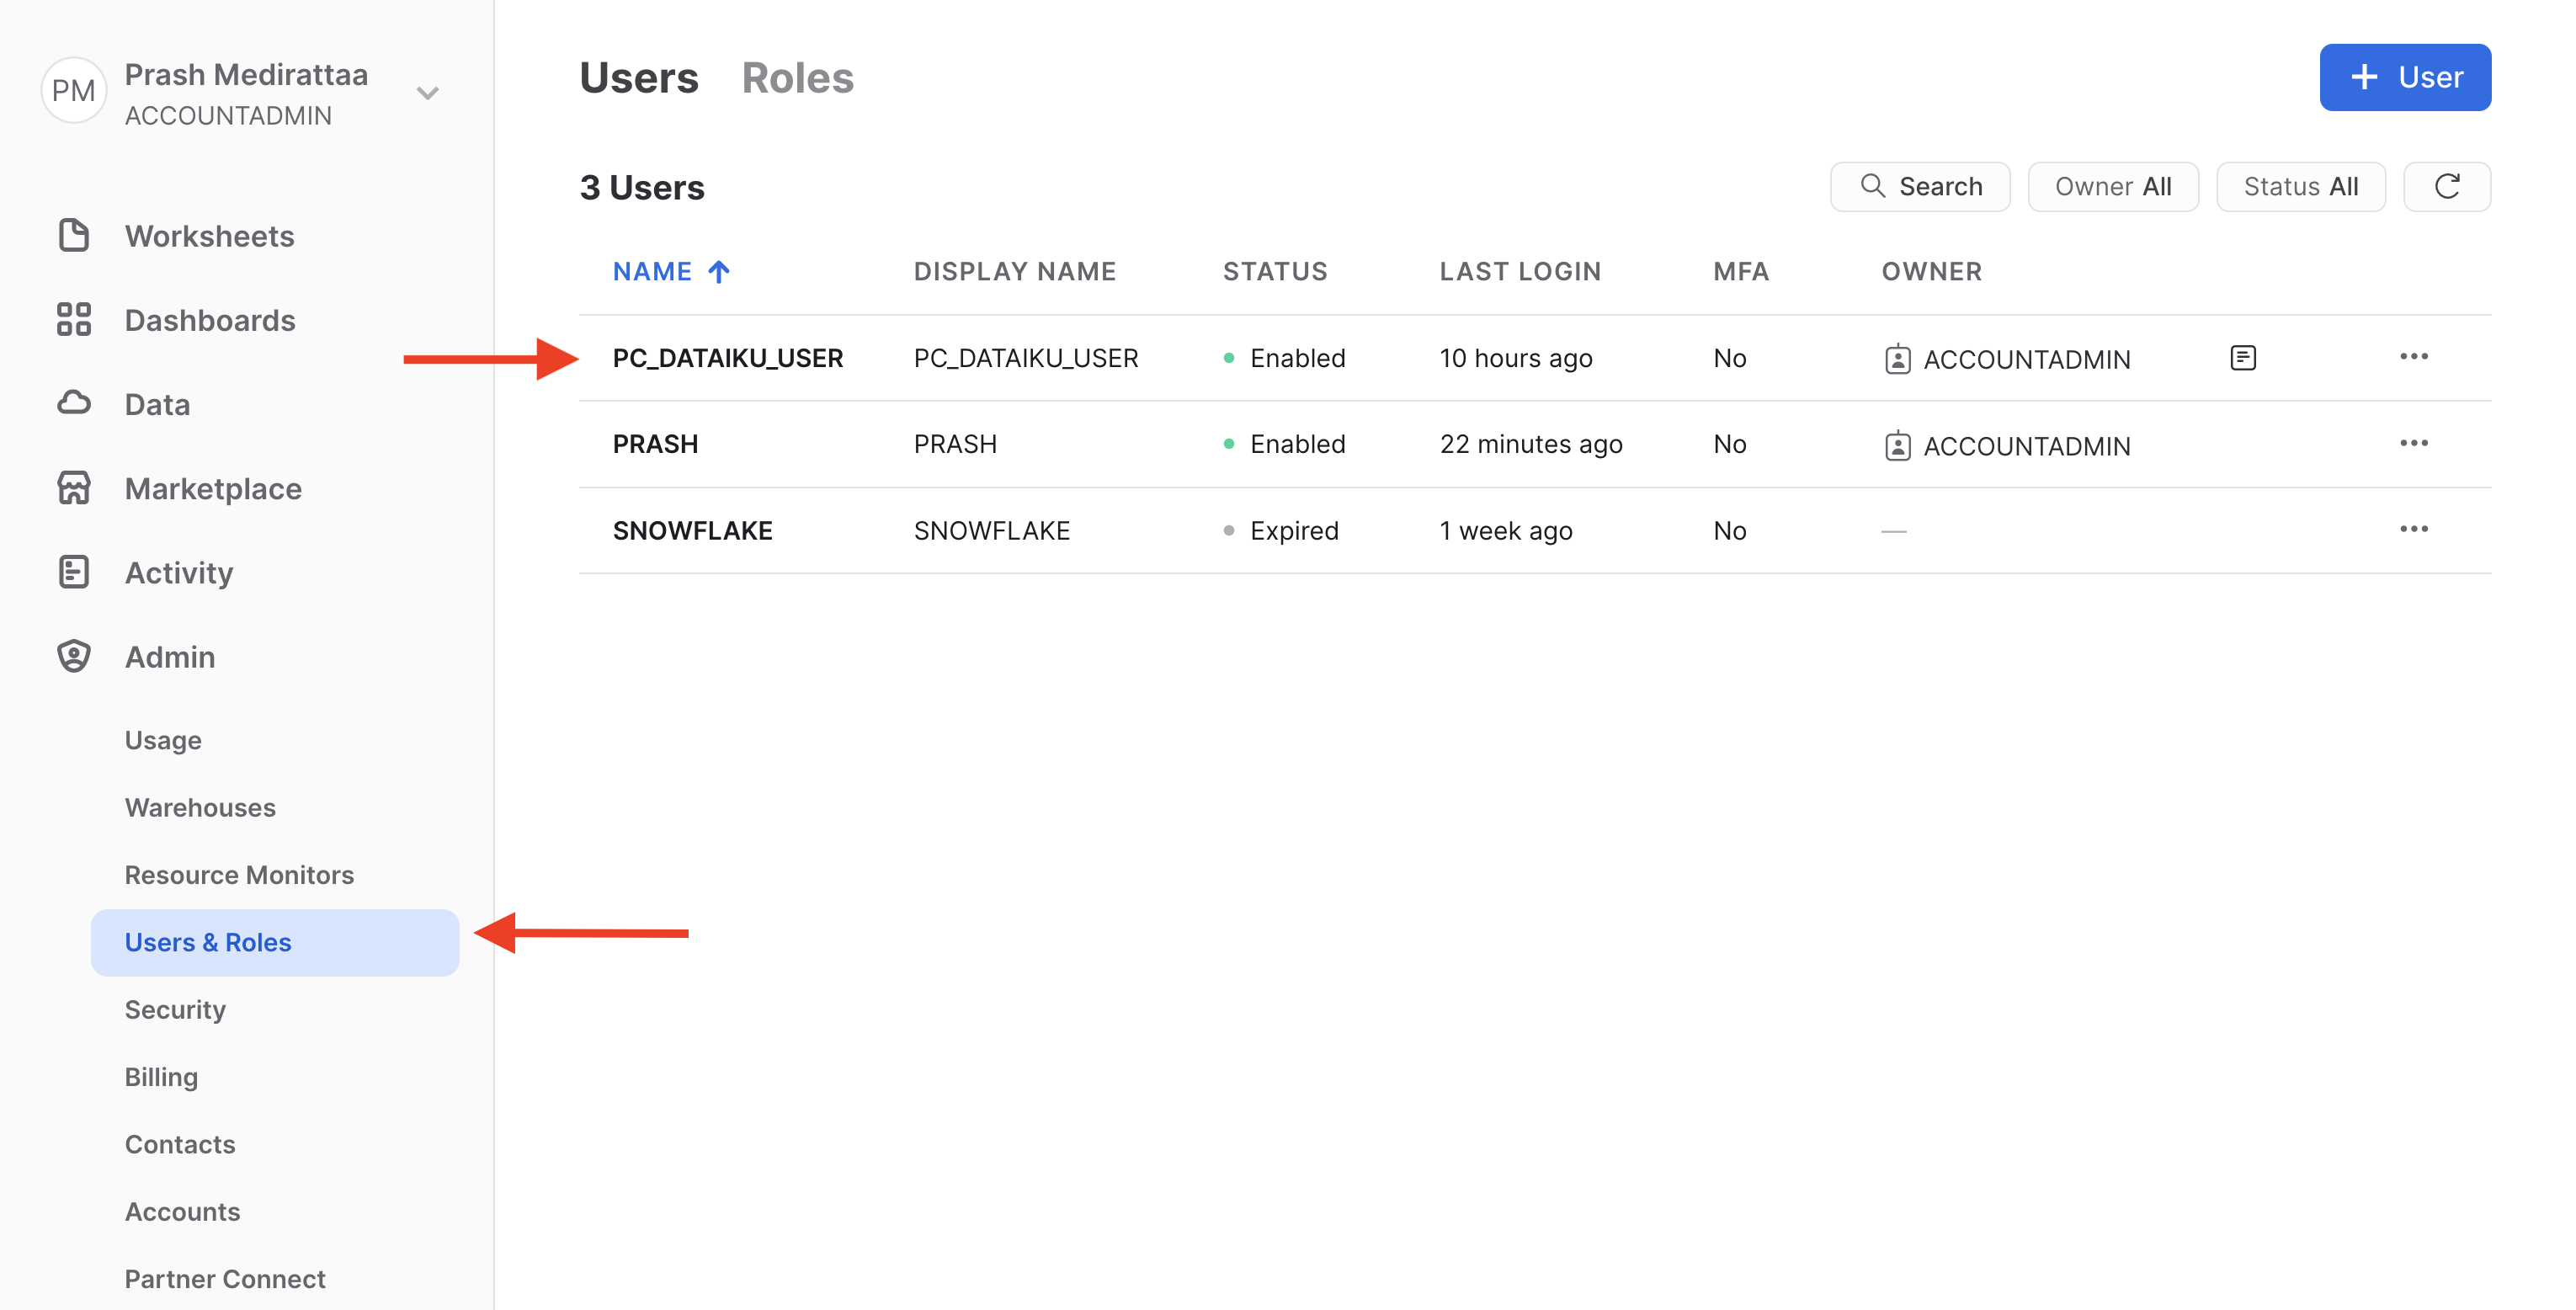 PM
Prash Medirattaa
ACCOUNTADMIN
Worksheets
Dashboards
Data
Marketplace
Activity
Admin
Usage
Warehouses
Resource Monitors
Users & Roles
Security
Billing
Contacts
Accounts
Partner Connect
Users Roles
+ User
3 Users
Search Owner All Status All
NAME DISPLAY NAME STATUS LAST LOGIN MFA OWNER
PC_DATAIKU_USER PC_DATAIKU_USER Enabled 10 hours ago No ACCOUNTADMIN
PRASH PRASH Enabled 22 minutes ago No ACCOUNTADMIN
SNOWFLAKE SNOWFLAKE Expired 1 week ago No —